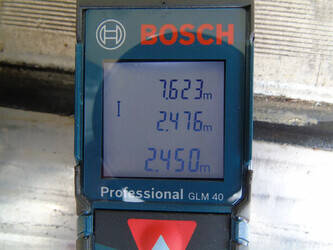 BOSCH
7.623m
2.476m
2.450m
Professional GLM 40